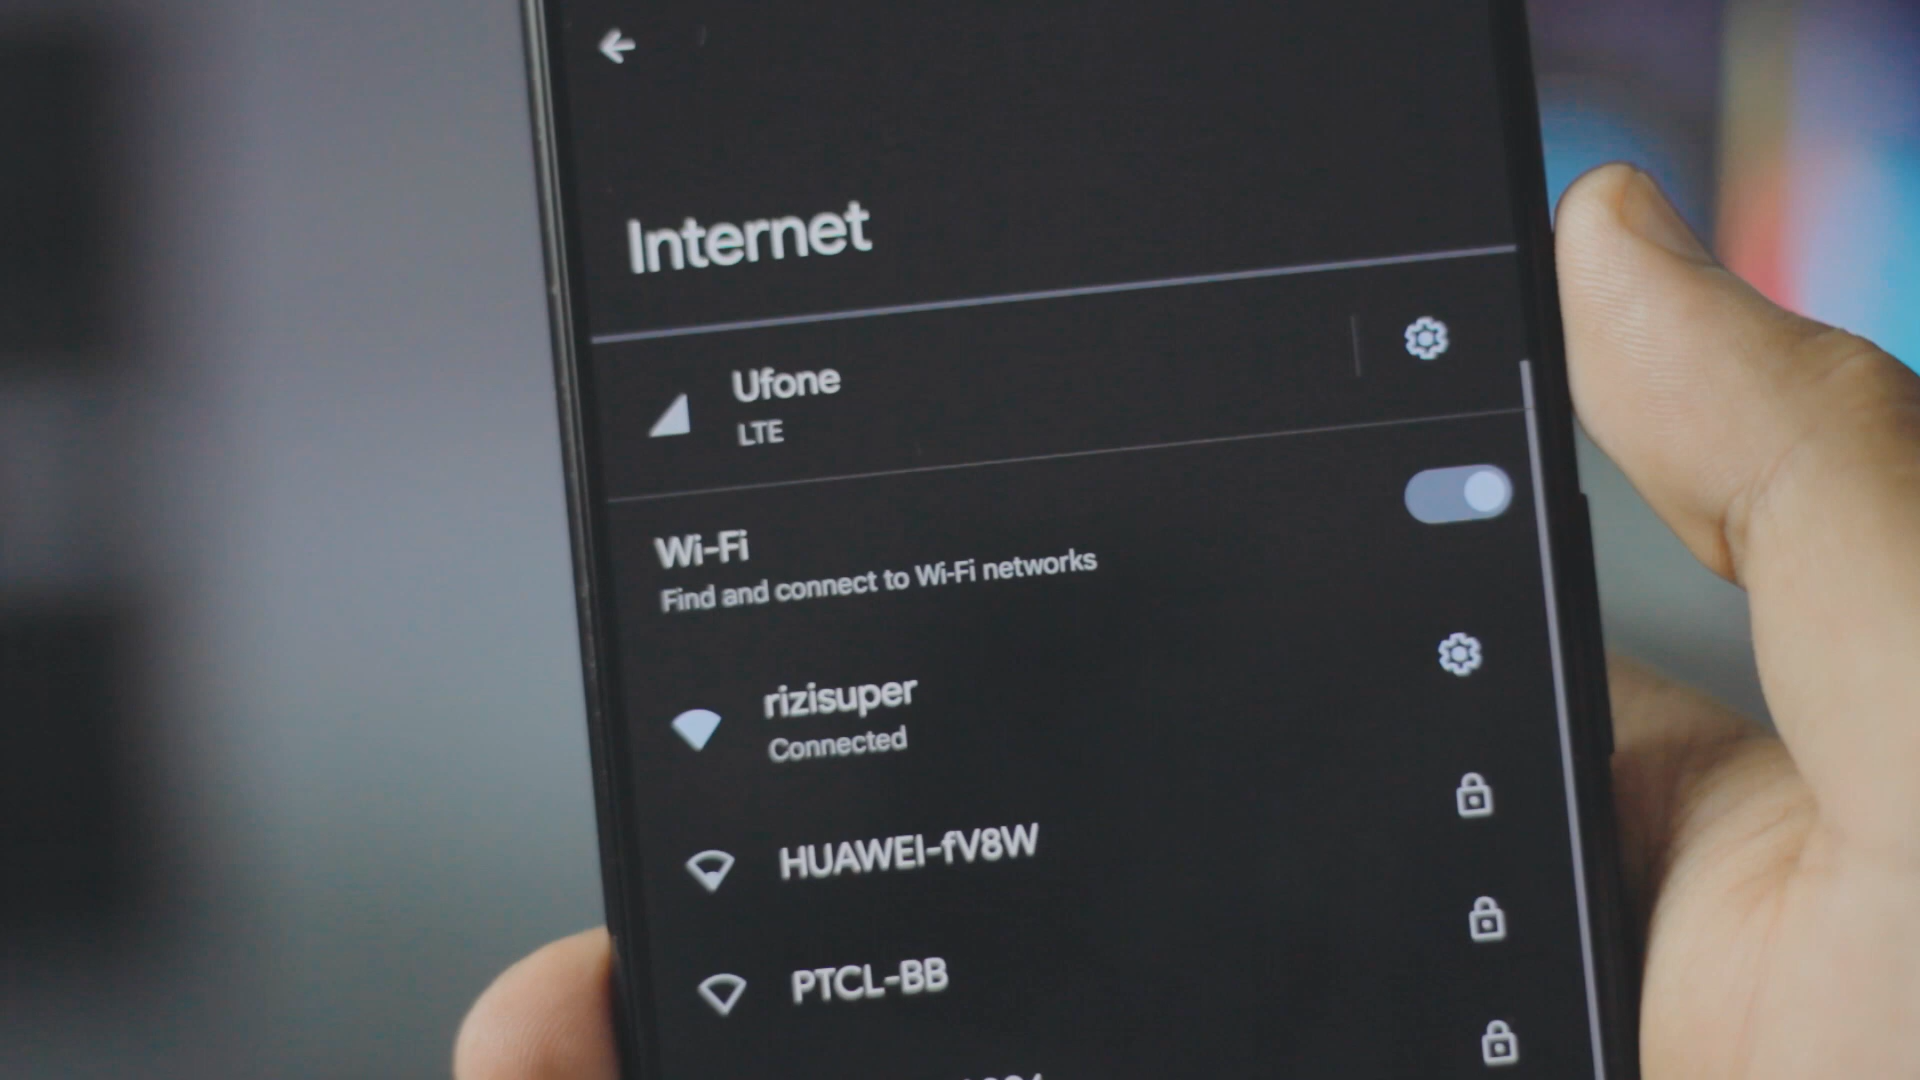 Internet
Ufone
LTE
Wi-Fi
Find and connect to Wi-Fi networks
rizisuper
Connected
HUAWEI-fV8W
PTCL-BB